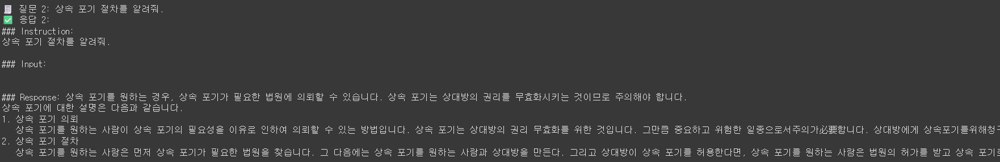 🧾 질문 2: 상속 포기 절차를 알려줘.
✅ 응답 2:
### Instruction:
상속 포기 절차를 알려줘.
### Input:
### Response: 상속 포기를 원하는 경우, 상속 포기가 필요한 법원에 의뢰할 수 있습니다. 상속 포기는 상대방의 권리를 무효화시키는 것이므로 주의해야 합니다.
상속 포기에 대한 설명은 다음과 같습니다.
1. 상속 포기 의뢰
상속 포기를 원하는 사람이 상속 포기의 필요성을 이유로 인하여 의뢰할 수 있는 방법입니다. 상속 포기는 상대방의 권리 무효화를 위한 것입니다. 그만큼 중요하고 위험한 일종으로서주의가必要합니다. 상대방에게 상속포기를위해청구
2. 상속 포기 절차
상속 포기를 원하는 사람은 먼저 상속 포기가 필요한 법원을 찾습니다. 그 다음에는 상속 포기를 원하는 사람과 상대방을 만든다. 그리고 상대방이 상속 포기를 허용한다면, 상속 포기를 원하는 사람은 법원의 허가를 받고 상속